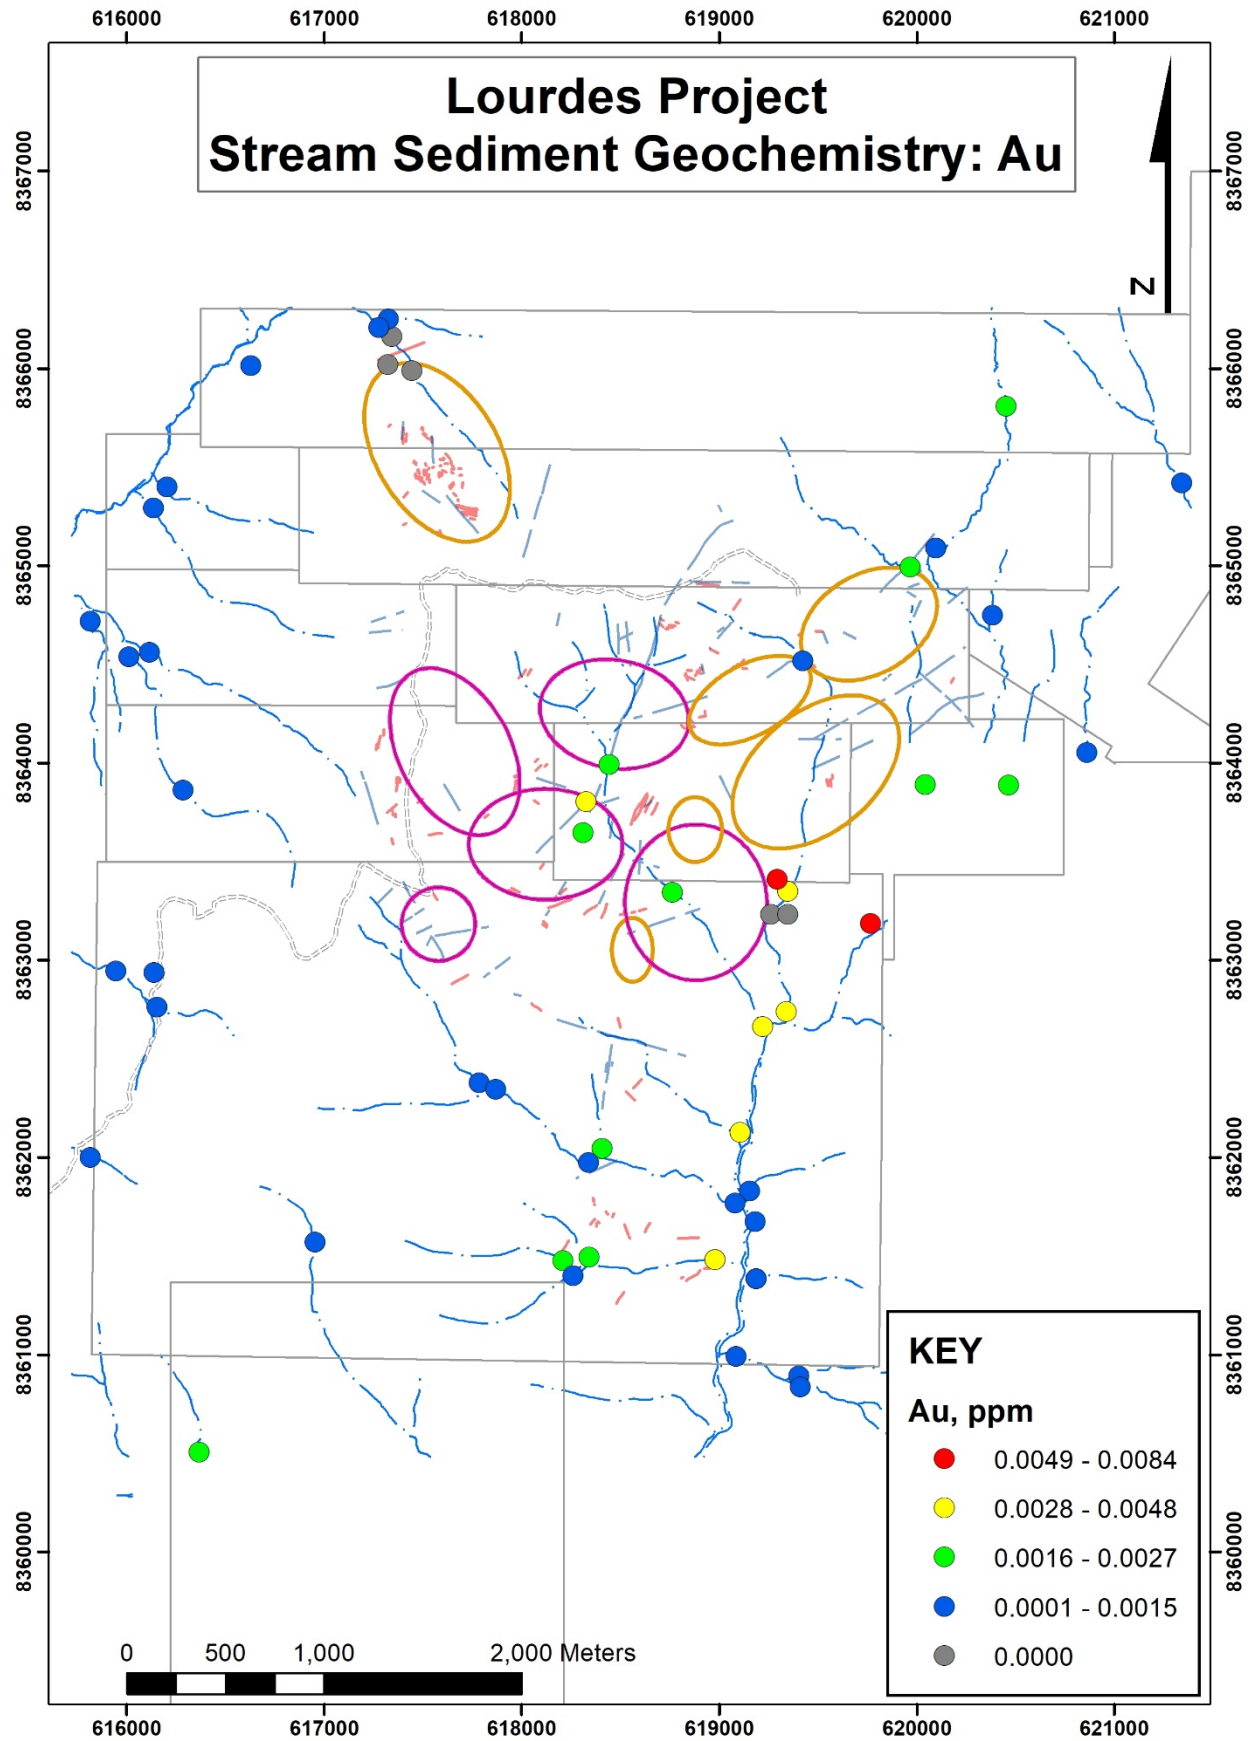 616000 617000 618000 619000 620000 621000
Lourdes Project
Stream Sediment Geochemistry: Au
8367000 8367000
N
8366000 8366000
8365000 8365000
8364000 8364000
8363000 8363000
8362000 8362000
8361000 8361000
8360000 8360000
KEY
Au, ppm
0.0049 - 0.0084
0.0028 - 0.0048
0.0016 - 0.0027
0.0001 - 0.0015
0.0000
0 500 1,000 2,000 Meters
616000 617000 618000 619000 620000 621000